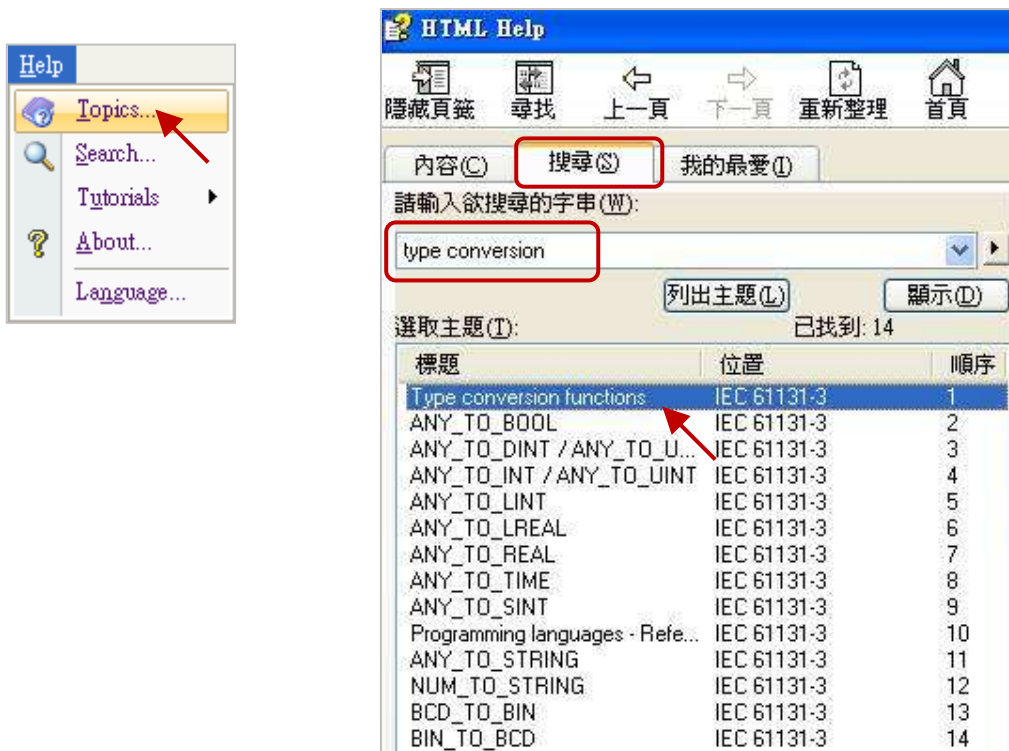 Help
Topics...
Search...
Tutorials
About...
Language...
HTML Help
隱藏頁籤 尋找 上一頁 下一頁 重新整理 首頁
內容(C) 搜尋(S) 我的最愛(I)
請輸入欲搜尋的字串(W):
type conversion
列出主題(L) 顯示(D)
選取主題(T): 已找到: 14
標題 位置 順序
Type conversion functions IEC 61131-3 1
ANY_TO_BOOL IEC 61131-3 2
ANY_TO_DINT / ANY_TO_U... IEC 61131-3 3
ANY_TO_INT / ANY_TO_UINT IEC 61131-3 4
ANY_TO_LINT IEC 61131-3 5
ANY_TO_LREAL IEC 61131-3 6
ANY_TO_REAL IEC 61131-3 7
ANY_TO_TIME IEC 61131-3 8
ANY_TO_SINT IEC 61131-3 9
Programming languages - Refe... IEC 61131-3 10
ANY_TO_STRING IEC 61131-3 11
NUM_TO_STRING IEC 61131-3 12
BCD_TO_BIN IEC 61131-3 13
BIN_TO_BCD IEC 61131-3 14